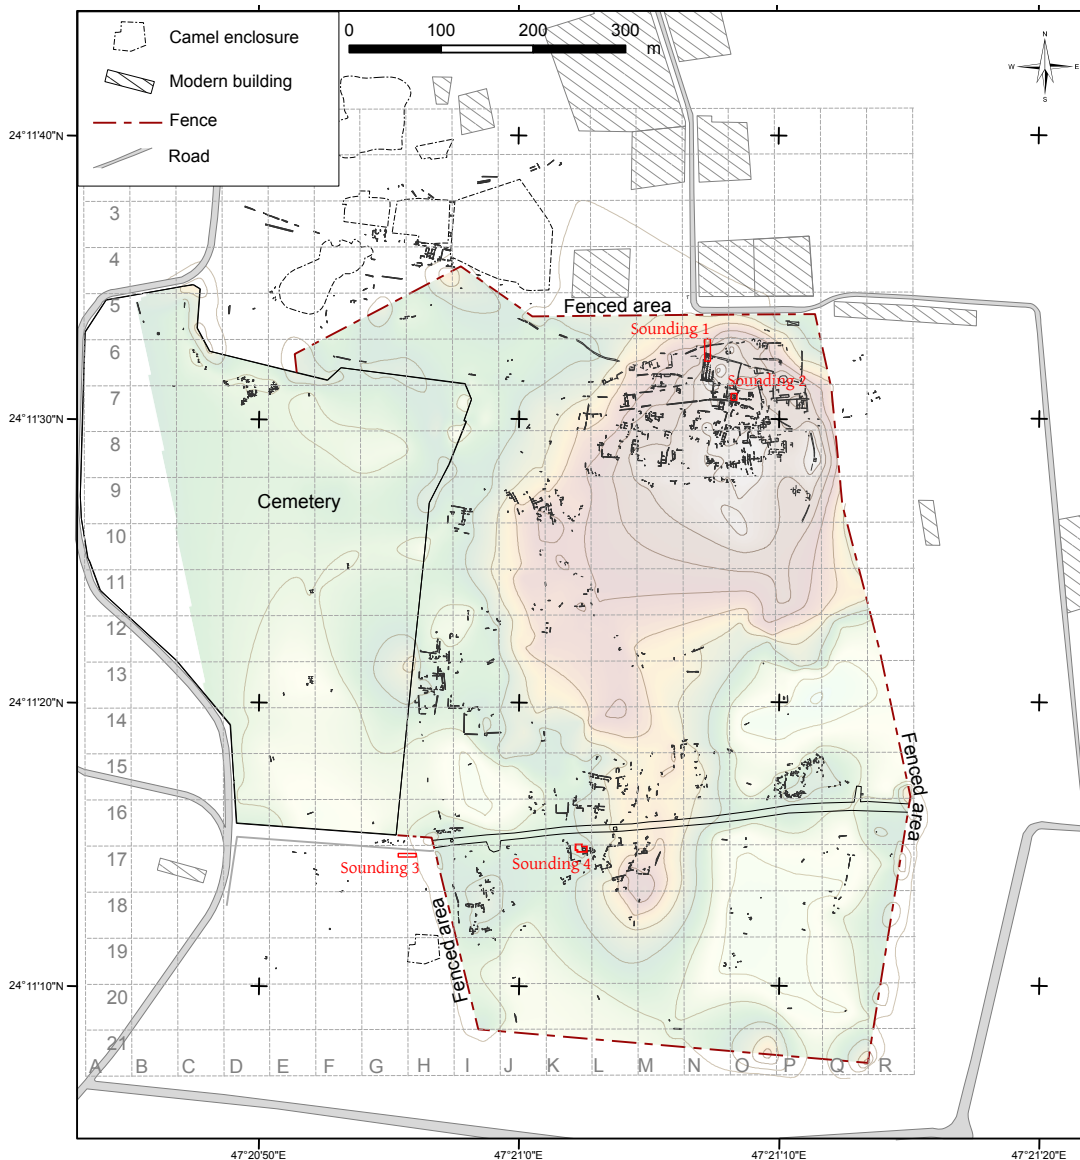 Camel enclosure
Modern building
Fence
Road
0 100 200 300 m
N
W E
S
24°11'40"N
24°11'30"N
24°11'20"N
24°11'10"N
3
4
5
6
7
8
9
10
11
12
13
14
15
16
17
18
19
20
21
Fenced area
Sounding 1
Sounding 2
Cemetery
Fenced area
Sounding 3
Sounding 4
Fenced area
A B C D E F G H I J K L M N O P Q R
47°20'50"E 47°21'0"E 47°21'10"E 47°21'20"E